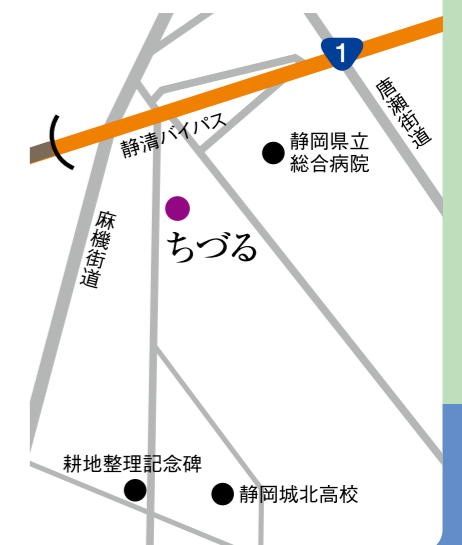 1
唐瀬街道
静清バイパス
静岡県立
総合病院
麻機街道
ちづる
耕地整理記念碑
静岡城北高校